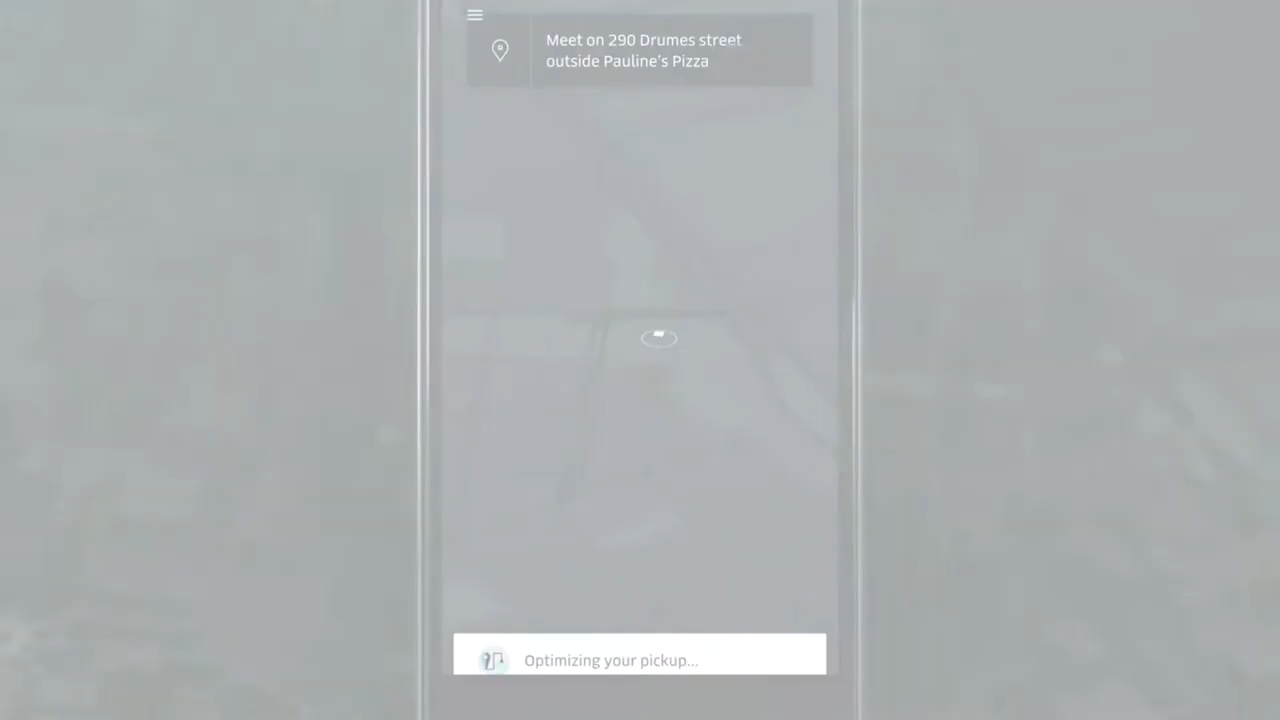 Meet on 290 Drumes street
outside Pauline's Pizza
Optimizing your pickup...